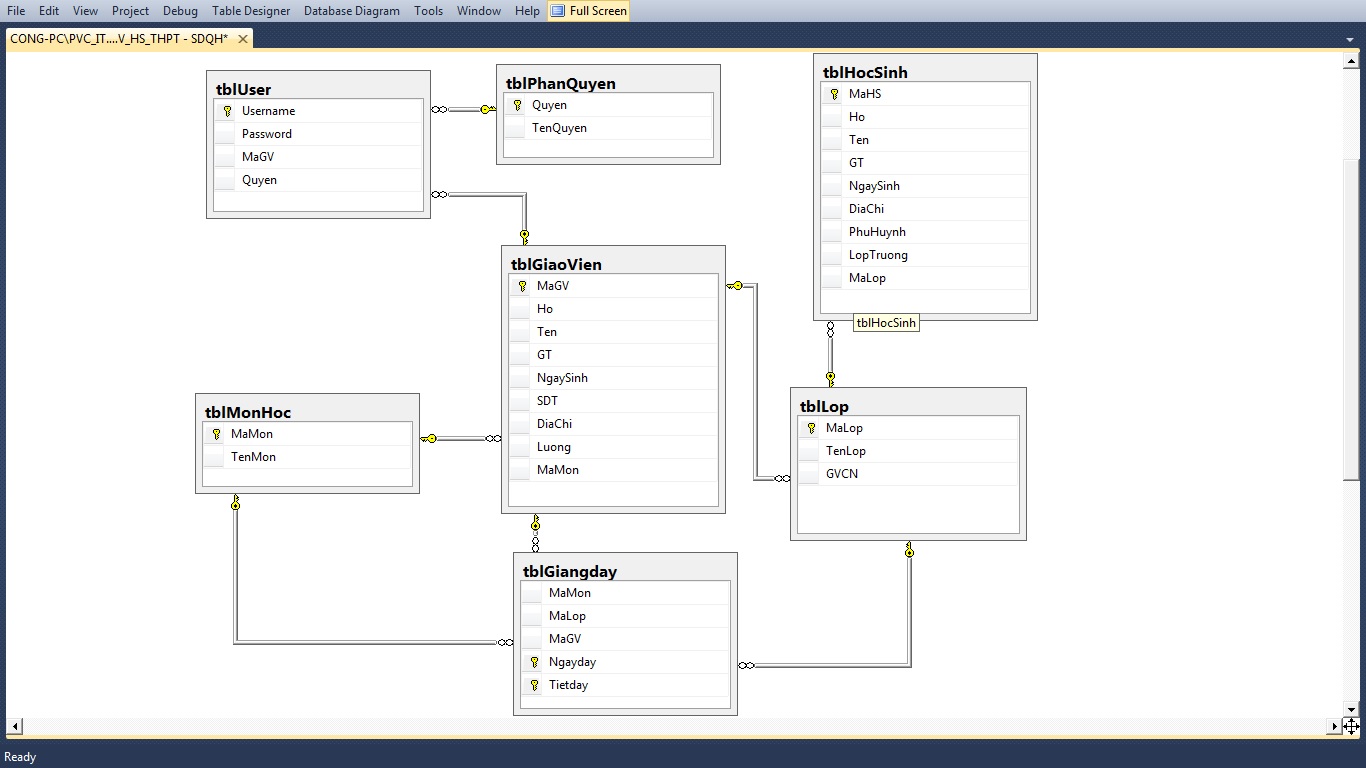 File Edit View Project Debug Table Designer Database Diagram Tools Window Help Full Screen
CONG-PC\PVC_IT....V_HS_THPT - SDQH*
tblUser
Username
Password
MaGV
Quyen
tblPhanQuyen
Quyen
TenQuyen
tblHocSinh
MaHS
Ho
Ten
GT
NgaySinh
DiaChi
PhuHuynh
LopTruong
MaLop
tblHocSinh
tblGiaoVien
MaGV
Ho
Ten
GT
NgaySinh
SDT
DiaChi
Luong
MaMon
tblMonHoc
MaMon
TenMon
tblLop
MaLop
TenLop
GVCN
tblGiangday
MaMon
MaLop
MaGV
Ngayday
Tietday
Ready